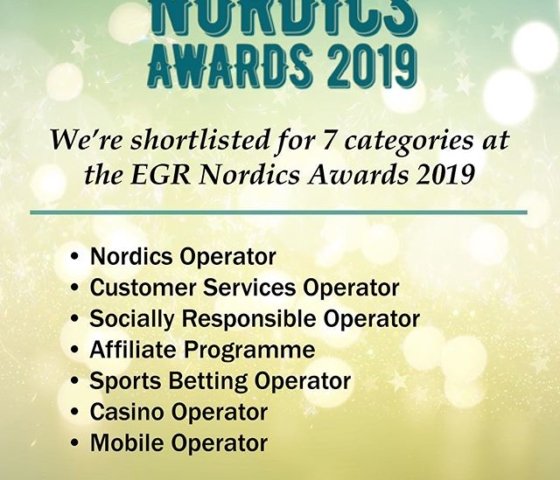 NORDICS
AWARDS 2019
We're shortlisted for 7 categories at
the EGR Nordics Awards 2019
• Nordics Operator
• Customer Services Operator
• Socially Responsible Operator
• Affiliate Programme
• Sports Betting Operator
• Casino Operator
• Mobile Operator